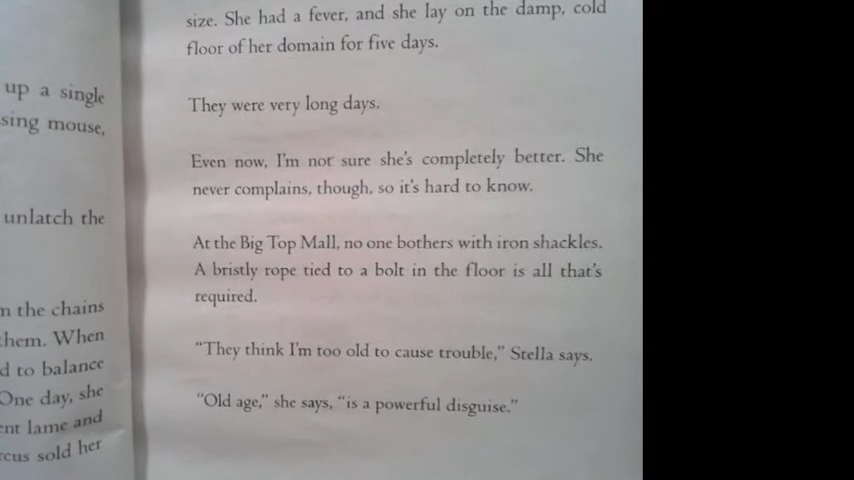 up a single
sing mouse,
unlatch the
n the chains
them. When
d to balance
One day, she
ent lame and
rcus sold her
size. She had a fever, and she lay on the damp, cold
floor of her domain for five days.
They were very long days.
Even now, I'm not sure she's completely better. She
never complains, though, so it's hard to know.
At the Big Top Mall, no one bothers with iron shackles.
A bristly rope tied to a bolt in the floor is all that's
required.
"They think I'm too old to cause trouble," Stella says.
"Old age," she says, "is a powerful disguise."